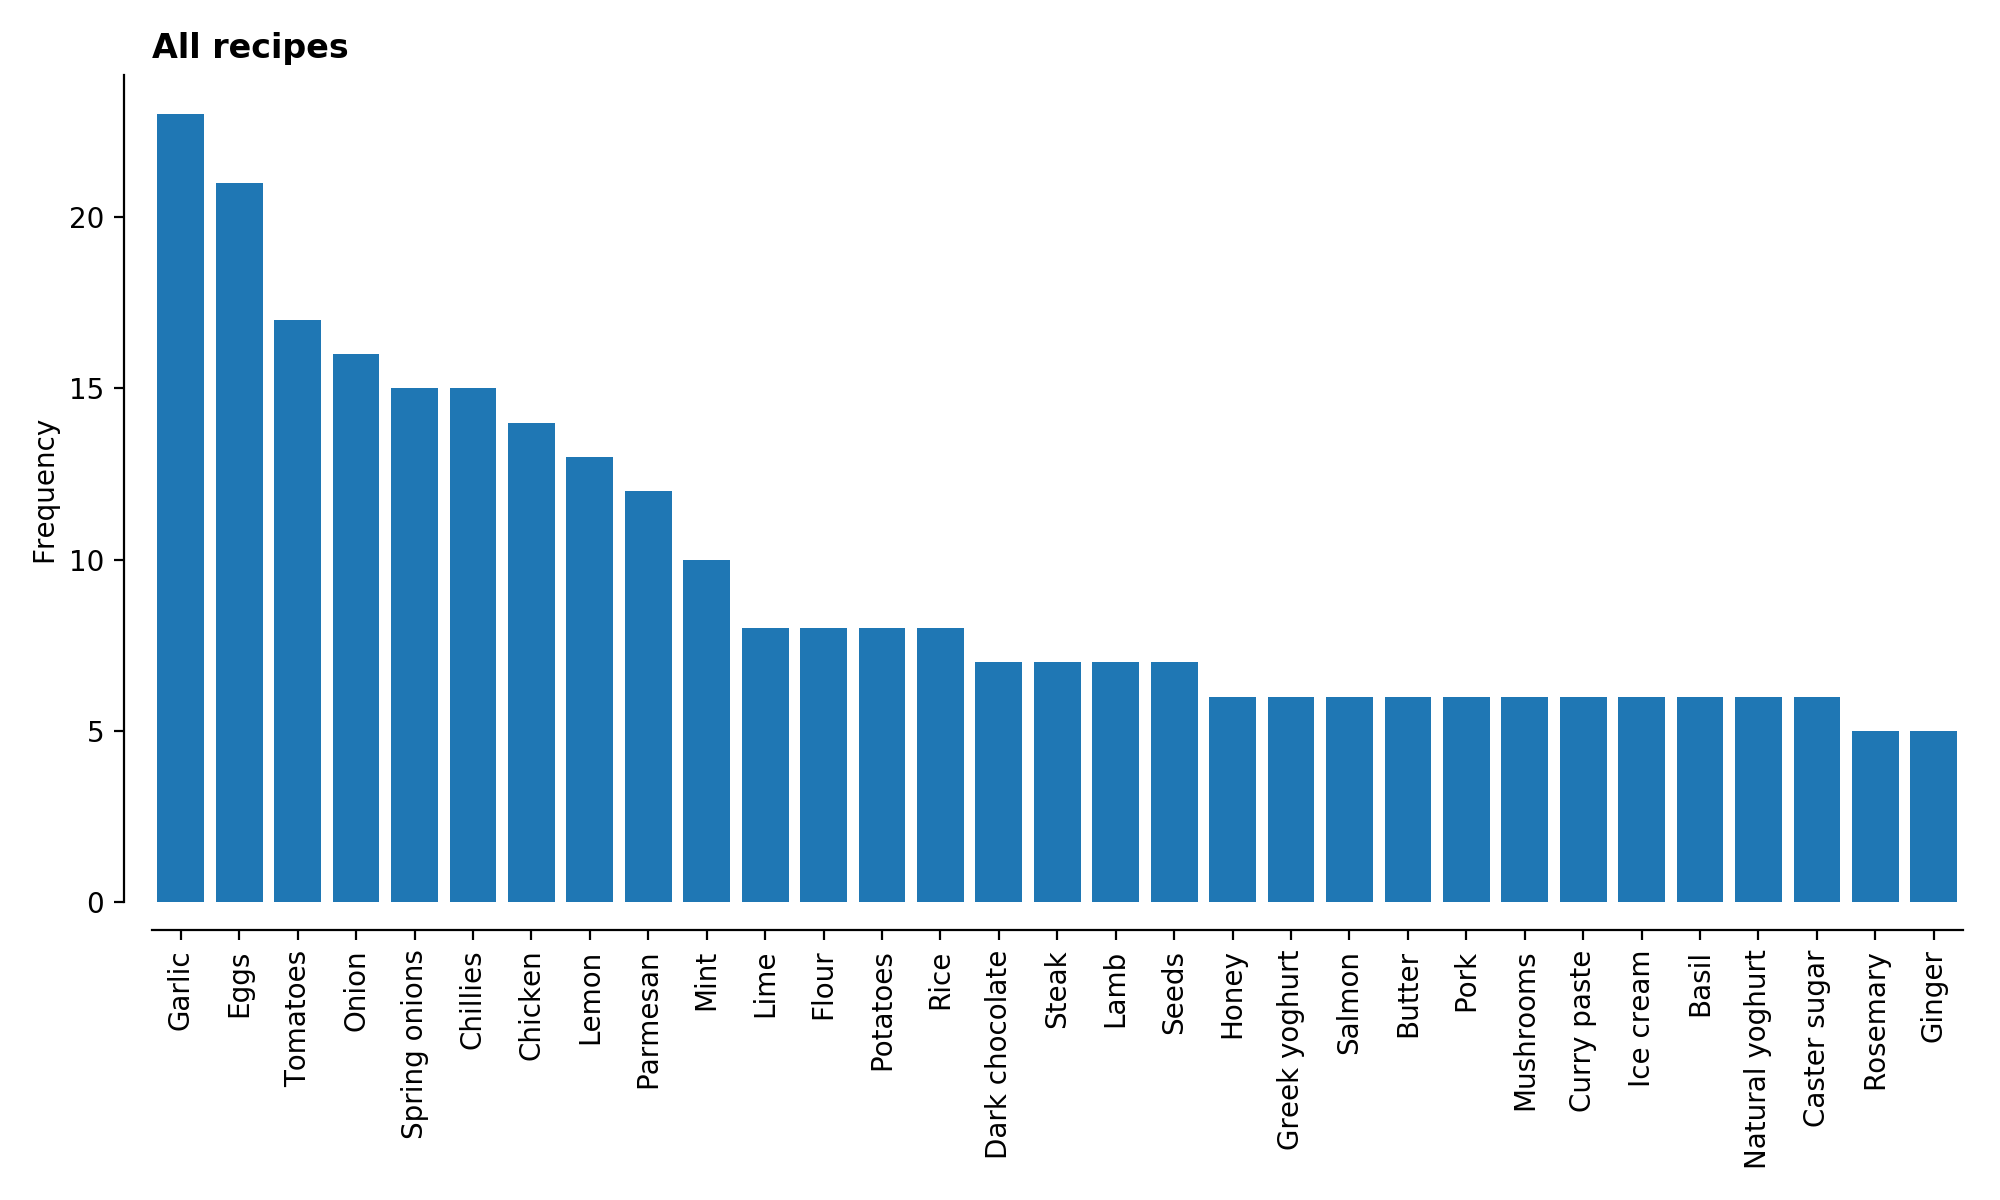 All recipes
Frequency
20
15
10
5
0
Garlic
Eggs
Tomatoes
Onion
Spring onions
Chillies
Chicken
Lemon
Parmesan
Mint
Lime
Flour
Potatoes
Rice
Dark chocolate
Steak
Lamb
Seeds
Honey
Greek yoghurt
Salmon
Butter
Pork
Mushrooms
Curry paste
Ice cream
Basil
Natural yoghurt
Caster sugar
Rosemary
Ginger